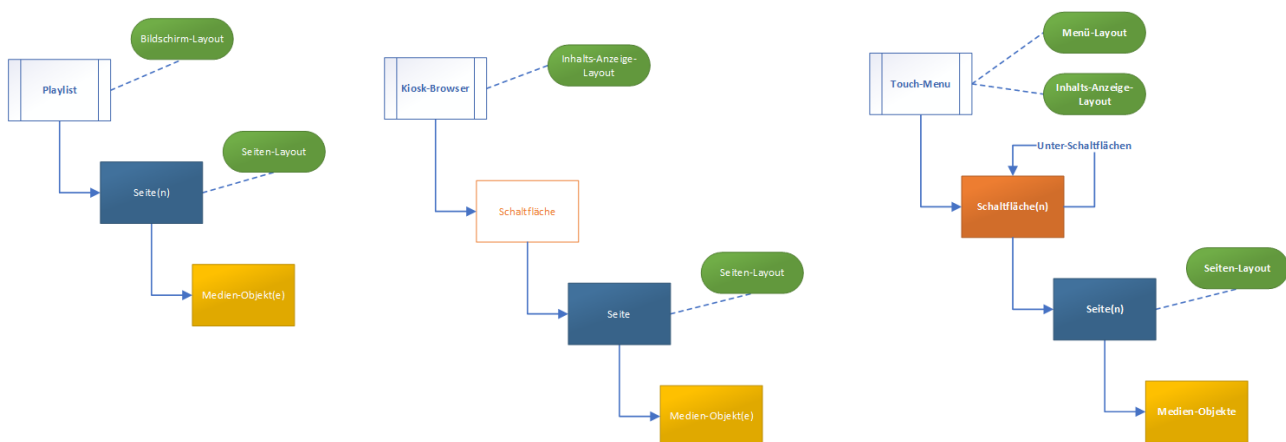 Bildschirm-Layout
Playlist
Seiten-Layout
Seite(n)
Medien-Objekt(e)
Inhalts-Anzeige-
Layout
Kiosk-Browser
Schaltfläche
Seiten-Layout
Seite
Medien-Objekt(e)
Menü-Layout
Touch-Menu
Inhalts-Anzeige-
Layout
Unter-Schaltflächen
Schaltfläche(n)
Seiten-Layout
Seite(n)
Medien-Objekte